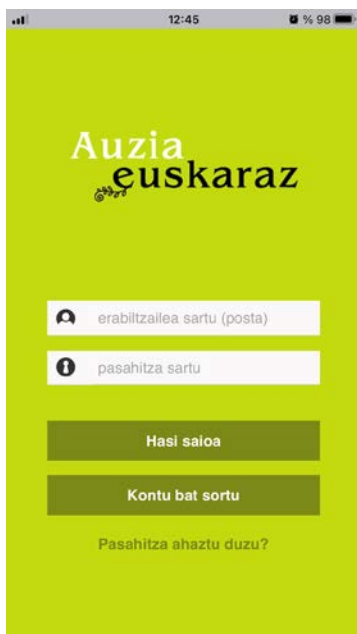 12:45
% 98
Auzia
euskaraz
erabiltzailea sartu (posta)
pasahitza sartu
Hasi saioa
Kontu bat sortu
Pasahitza ahaztu duzu?